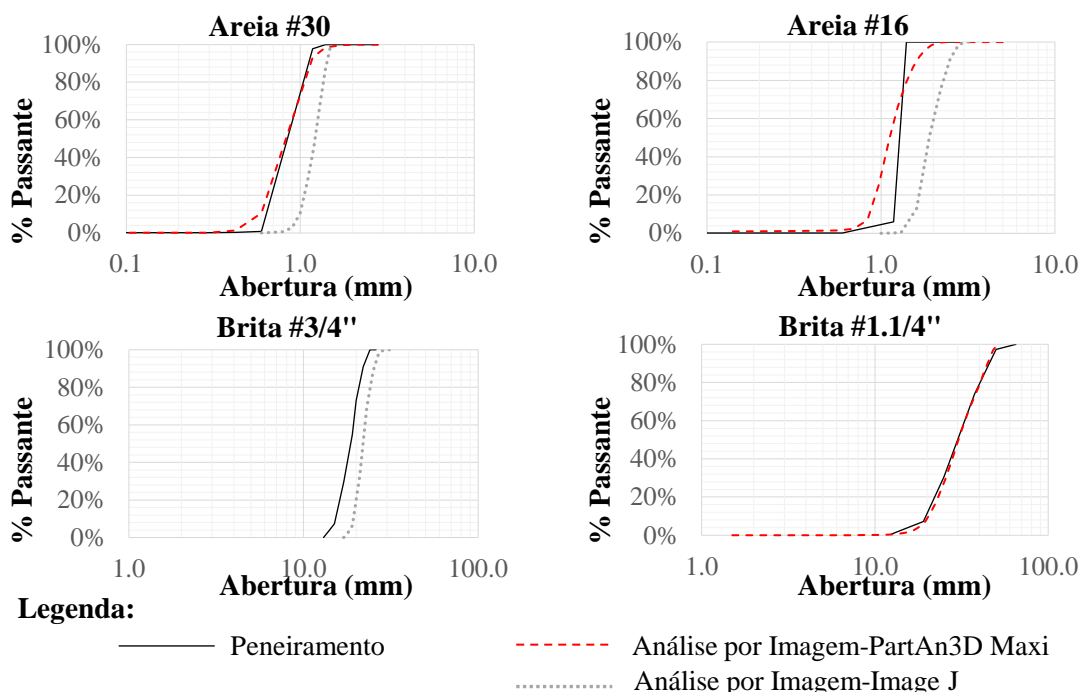 Areia #30
100%
80%
60%
40%
20%
0%
% Passante
0.1 1.0 10.0
Abertura (mm)
Areia #16
100%
80%
60%
40%
20%
0%
% Passante
0.1 1.0 10.0
Abertura (mm)
Brita #3/4"
100%
80%
60%
40%
20%
0%
% Passante
1.0 10.0 100.0
Abertura (mm)
Brita #1.1/4"
100%
80%
60%
40%
20%
0%
% Passante
1.0 10.0 100.0
Abertura (mm)
Legenda:
Peneiramento
Análise por Imagem-PartAn3D Maxi
Análise por Imagem-Image J